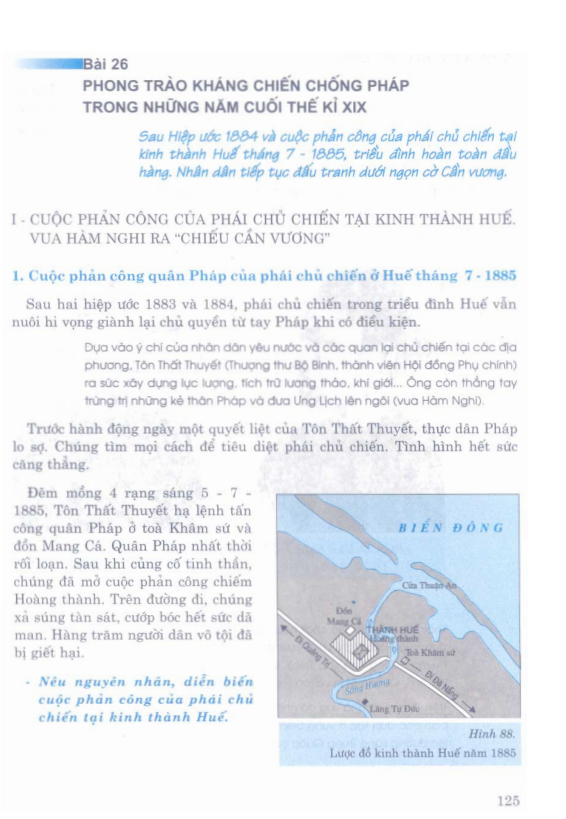 Bài 26
PHONG TRÀO KHÁNG CHIẾN CHỐNG PHÁP
TRONG NHỮNG NĂM CUỐI THẾ KỈ XIX
Sau Hiệp ước 1884 và cuộc phản công của phái chủ chiến tại
kinh thành Huế tháng 7 - 1885, triều đình hoàn toàn đầu
hàng. Nhân dân tiếp tục đấu tranh dưới ngọn cờ Cần vương.
I - CUỘC PHẢN CÔNG CỦA PHÁI CHỦ CHIẾN TẠI KINH THÀNH HUẾ.
VUA HÀM NGHI RA “CHIẾU CẦN VƯƠNG”
1. Cuộc phản công quân Pháp của phái chủ chiến ở Huế tháng 7 - 1885
Sau hai hiệp ước 1883 và 1884, phái chủ chiến trong triều đình Huế vẫn
nuôi hi vọng giành lại chủ quyền từ tay Pháp khi có điều kiện.
Dựa vào ý chí của nhân dân yêu nước và các quan lại chủ chiến tại các địa
phương, Tôn Thất Thuyết (Thượng thư Bộ Binh, thành viên Hội đồng Phụ chính)
ra sức xây dựng lực lượng, tích trữ lương thảo, khí giới... Ông còn thẳng tay
trừng trị những kẻ thân Pháp và đưa Ưng Lịch lên ngôi (vua Hàm Nghi).
Trước hành động ngày một quyết liệt của Tôn Thất Thuyết, thực dân Pháp
lo sợ. Chúng tìm mọi cách để tiêu diệt phái chủ chiến. Tình hình hết sức
căng thẳng.
Đêm mồng 4 rạng sáng 5 - 7 -
1885, Tôn Thất Thuyết hạ lệnh tấn
công quân Pháp ở toà Khâm sứ và
đồn Mang Cá. Quân Pháp nhất thời
rối loạn. Sau khi củng cố tinh thần,
chúng đã mở cuộc phản công chiếm
Hoàng thành. Trên đường đi, chúng
xả súng tàn sát, cướp bóc hết sức dã
man. Hàng trăm người dân vô tội đã
bị giết hại.
- Nêu nguyên nhân, diễn biến
cuộc phản công của phái chủ
chiến tại kinh thành Huế.
BIỂN ĐÔNG
Cửa Thuận An
Đồn
Mang Cá
THÀNH HUẾ
Hoàng thành
Toà Khâm sứ
Đi Quảng Trị
Đi Đà Nẵng
Sông Hương
Lăng Tự Đức
Hình 88.
Lược đồ kinh thành Huế năm 1885
125